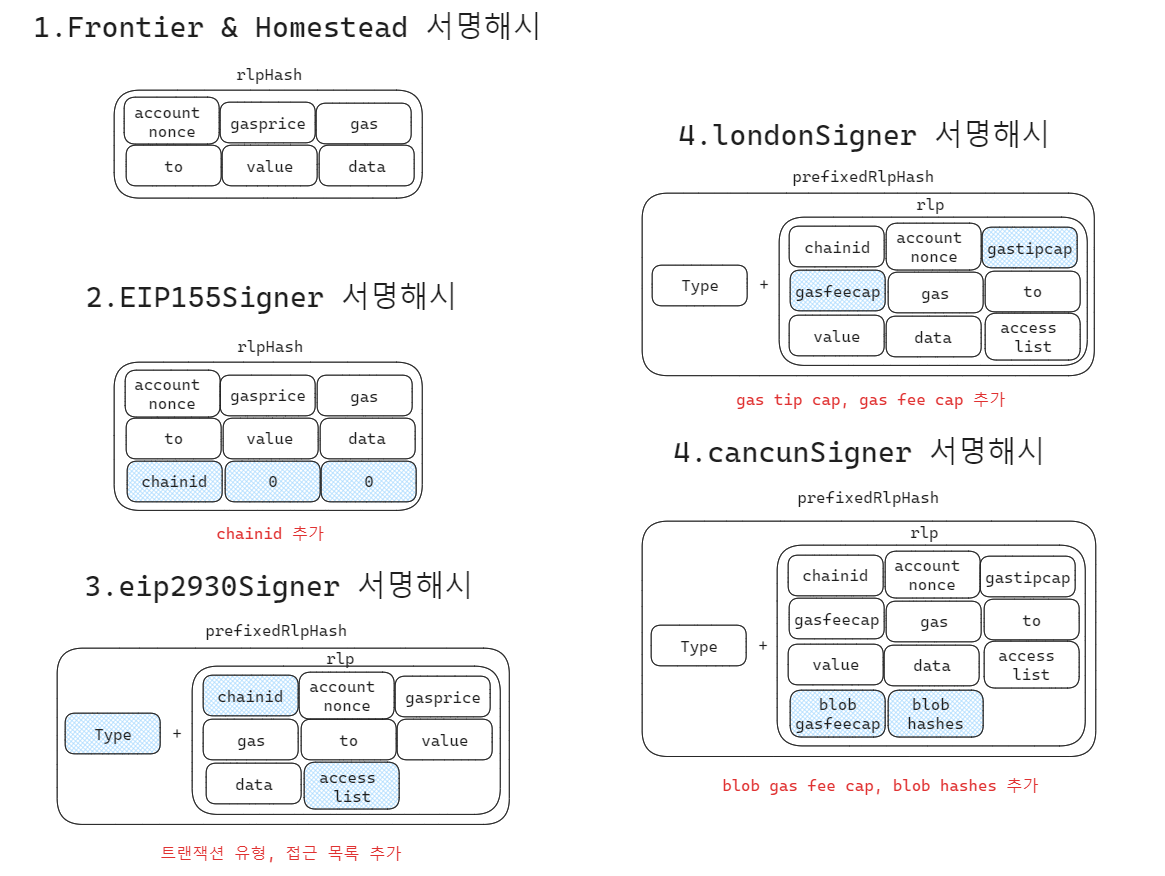 1.Frontier & Homestead 서명해시
rlpHash
account nonce
gasprice
gas
to
value
data
2.EIP155Signer 서명해시
rlpHash
account nonce
gasprice
gas
to
value
data
chainid
0
0
chainid 추가
3.eip2930Signer 서명해시
prefixedRlpHash
rlp
Type
+
chainid
account nonce
gasprice
gas
to
value
data
access list
트랜잭션 유형, 접근 목록 추가
4.londonSigner 서명해시
prefixedRlpHash
rlp
Type
+
chainid
account nonce
gastipcap
gasfeecap
gas
to
value
data
access list
gas tip cap, gas fee cap 추가
4.cancunSigner 서명해시
prefixedRlpHash
rlp
Type
+
chainid
account nonce
gastipcap
gasfeecap
gas
to
value
data
access list
blob gasfeecap
blob hashes
blob gas fee cap, blob hashes 추가